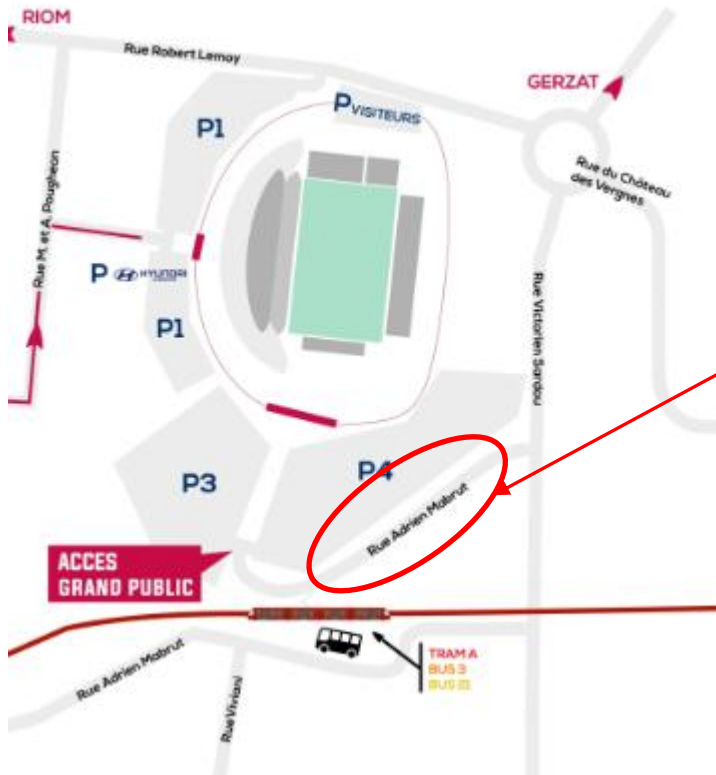 RIOM
Rue Robert Lemoy
GERZAT
P1
P VISITEURS
Rue du Château
des Vergnes
Rue M. et A. Pougheon
P HYUNDAI
P1
Rue Victorien Sardou
P4
P3
Rue Adrien Mabrut
ACCES
GRAND PUBLIC
TRAM A
BUS 3
Rue Adrien Mabrut
Rue Viviani